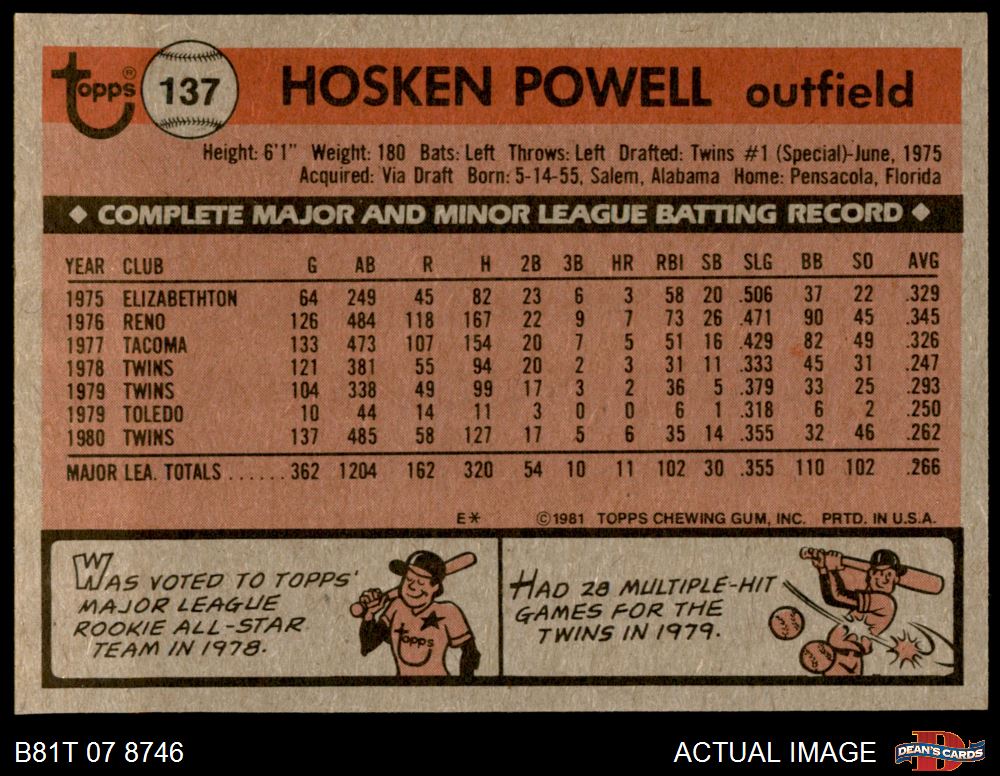 topps® 137 HOSKEN POWELL outfield
Height: 6'1" Weight: 180 Bats: Left Throws: Left Drafted: Twins #1 (Special)-June, 1975
Acquired: Via Draft Born: 5-14-55, Salem, Alabama Home: Pensacola, Florida
◆ COMPLETE MAJOR AND MINOR LEAGUE BATTING RECORD ◆
YEAR CLUB G AB R H 2B 3B HR RBI SB SLG BB SO AVG
1975 ELIZABETHTON 64 249 45 82 23 6 3 58 20 .506 37 22 .329
1976 RENO 126 484 118 167 22 9 7 73 26 .471 90 45 .345
1977 TACOMA 133 473 107 154 20 7 5 51 16 .429 82 49 .326
1978 TWINS 121 381 55 94 20 2 3 31 11 .333 45 31 .247
1979 TWINS 104 338 49 99 17 3 2 36 5 .379 33 25 .293
1979 TOLEDO 10 44 14 11 3 0 0 6 1 .318 6 2 .250
1980 TWINS 137 485 58 127 17 5 6 35 14 .355 32 46 .262
MAJOR LEA. TOTALS ...... 362 1204 162 320 54 10 11 102 30 .355 110 102 .266
E* ©1981 TOPPS CHEWING GUM, INC. PRTD. IN U.S.A.
WAS VOTED TO TOPPS'
MAJOR LEAGUE
ROOKIE ALL-STAR
TEAM IN 1978.
topps
HAD 28 MULTIPLE-HIT
GAMES FOR THE
TWINS IN 1979.
B81T 07 8746 ACTUAL IMAGE D DEAN'S CARDS